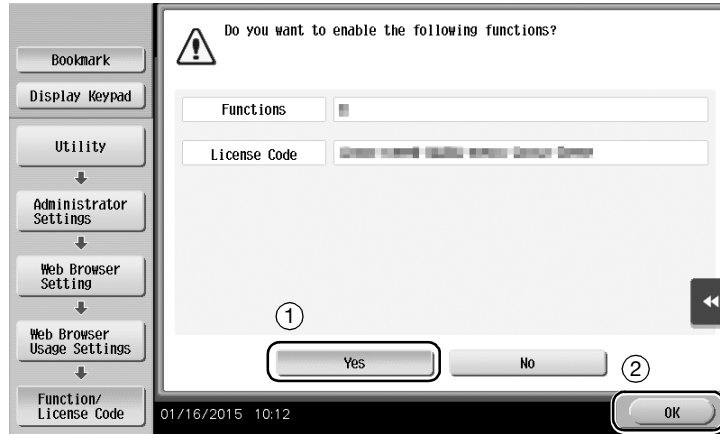 Do you want to enable the following functions?
Bookmark
Display Keypad
Functions
Utility
License Code
Administrator
Settings
Web Browser
Setting
1
Web Browser
Usage Settings
Yes
No
2
Function/
License Code
01/16/2015 10:12
OK